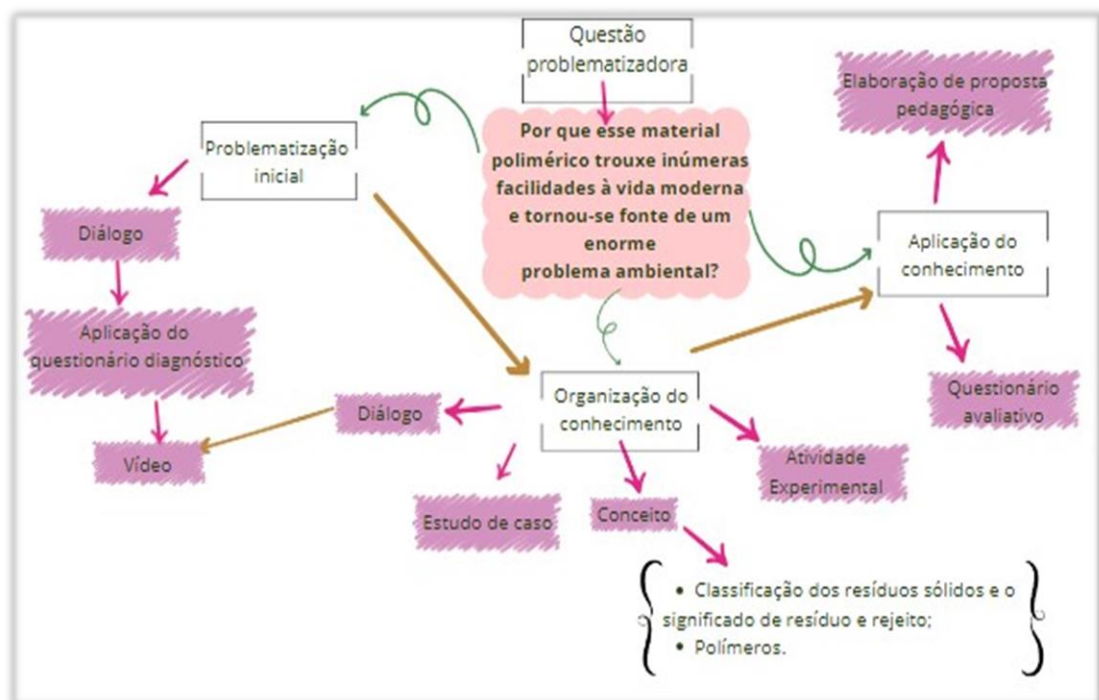 Questão
problematizadora
Por que esse material
polimérico trouxe inúmeras
facilidades à vida moderna
e tornou-se fonte de um
enorme
problema ambiental?
Problematização
inicial
Diálogo
Aplicação do
questionário diagnóstico
Vídeo
Organização do
conhecimento
Diálogo
Estudo de caso
Conceito
• Classificação dos resíduos sólidos e o
significado de resíduo e rejeito;
• Polímeros.
Atividade
Experimental
Aplicação do
conhecimento
Elaboração de proposta
pedagógica
Questionário
avaliativo